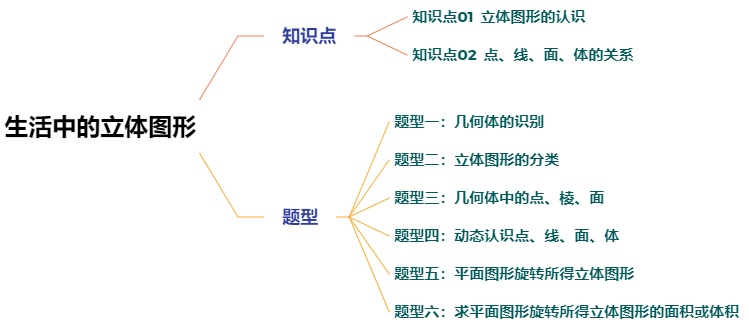 生活中的立体图形
知识点
知识点01 立体图形的认识
知识点02 点、线、面、体的关系
题型
题型一：几何体的识别
题型二：立体图形的分类
题型三：几何体中的点、棱、面
题型四：动态认识点、线、面、体
题型五：平面图形旋转所得立体图形
题型六：求平面图形旋转所得立体图形的面积或体积